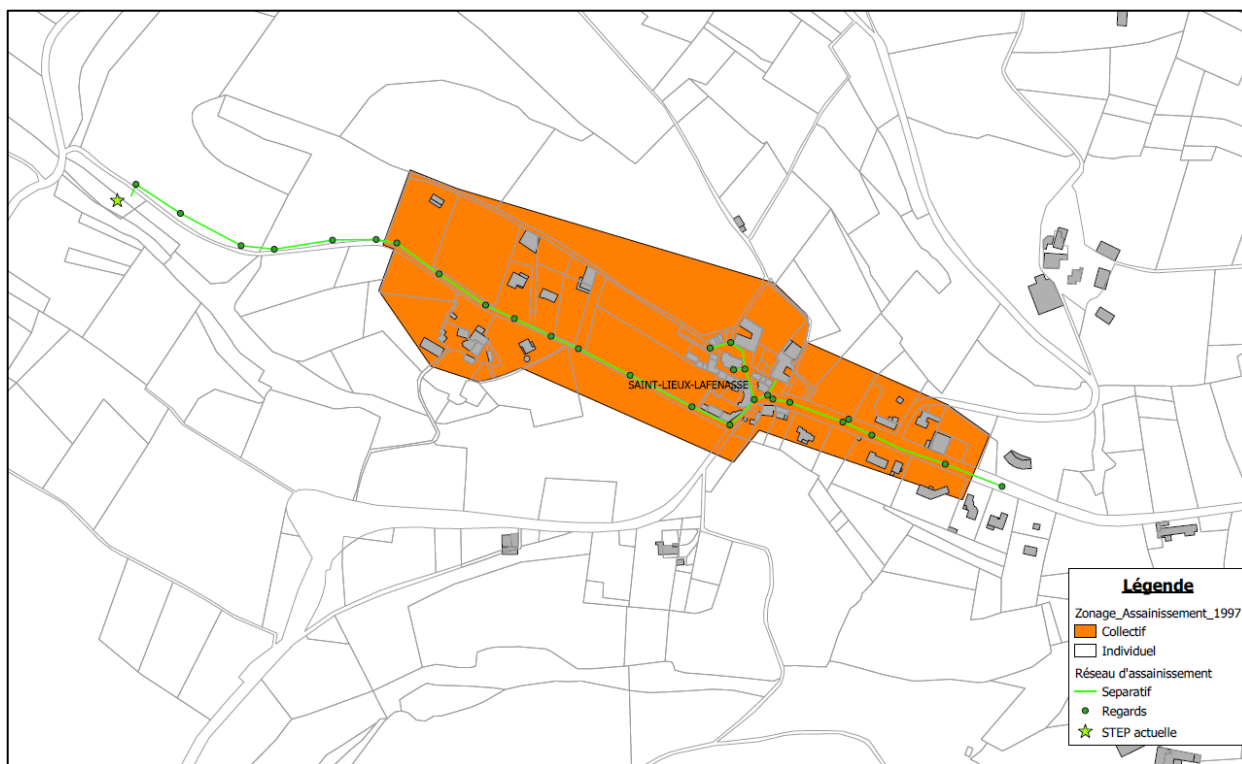 SAINT-LIEUX-LAFENASSE
Légende
Zonage_Assainissement_1997
Collectif
Individuel
Réseau d'assainissement
Separatif
Regards
STEP actuelle